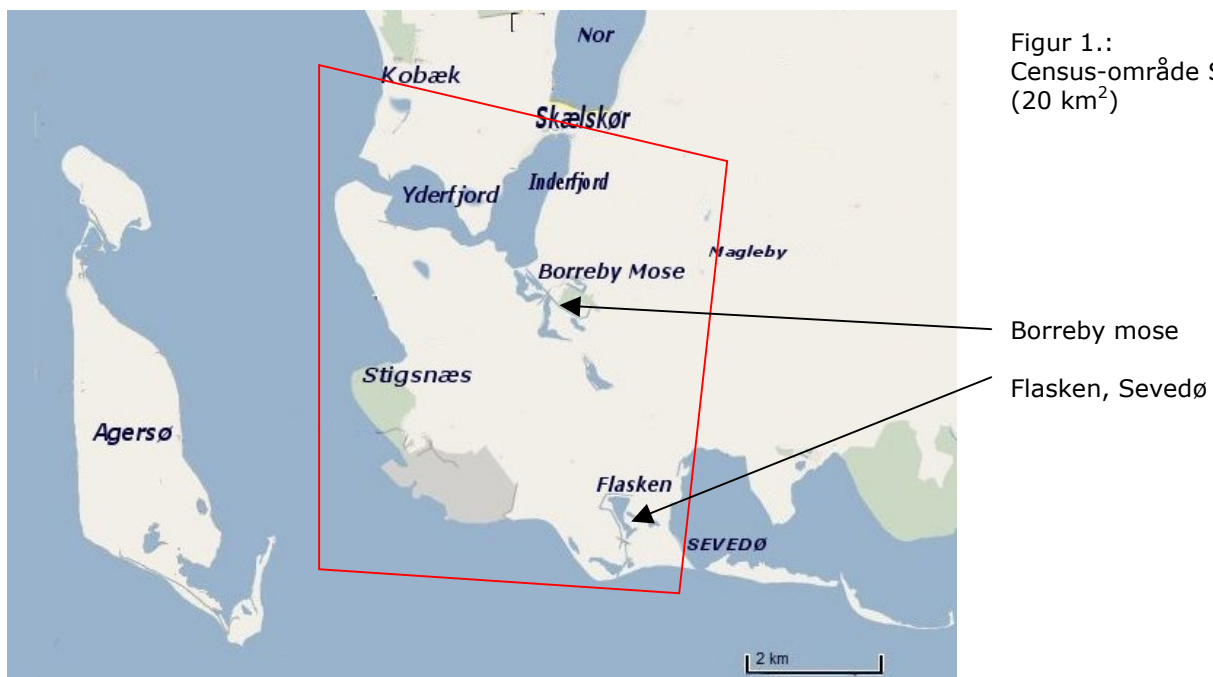 Nor
Kobæk
Skælskør
Yderfjord
Inderfjord
Magleby
Borreby Mose
Stigsnæs
Agersø
Flasken
SEVEDØ
2 km
Figur 1.:
Census-område
(20 km²)
Borreby mose
Flasken, Sevedø